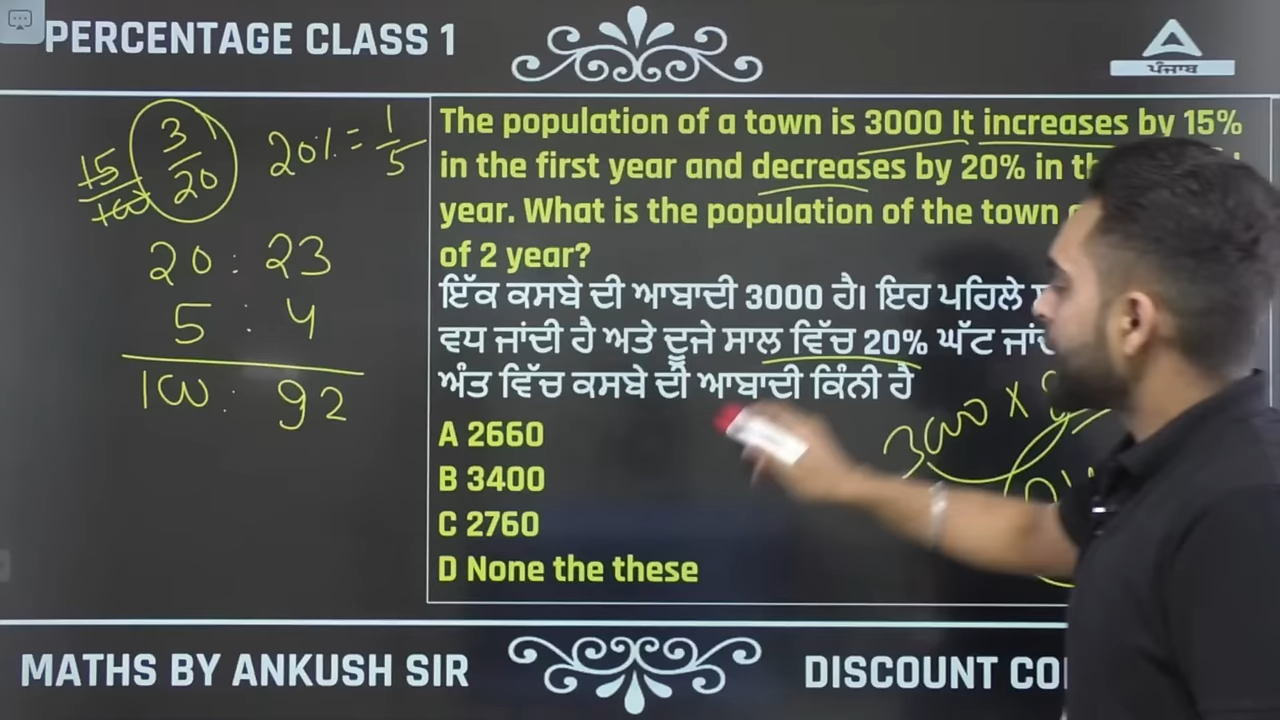 PERCENTAGE CLASS 1
ਪੰਜਾਬ
15/100 3/20 20% = 1/5
20 : 23
5 : 4
100 : 92
The population of a town is 3000 It increases by 15%
in the first year and decreases by 20% in
year. What is the population of the town
of 2 year?
ਇੱਕ ਕਸਬੇ ਦੀ ਆਬਾਦੀ 3000 ਹੈ। ਇਹ ਪਹਿਲੇ
ਵਧ ਜਾਂਦੀ ਹੈ ਅਤੇ ਦੂਜੇ ਸਾਲ ਵਿੱਚ 20% ਘੱਟ
ਅੰਤ ਵਿੱਚ ਕਸਬੇ ਦੀ ਆਬਾਦੀ ਕਿੰਨੀ ਹੈ
3000 ×
A 2660
B 3400
C 2760
D None the these
MATHS BY ANKUSH SIR
DISCOUNT